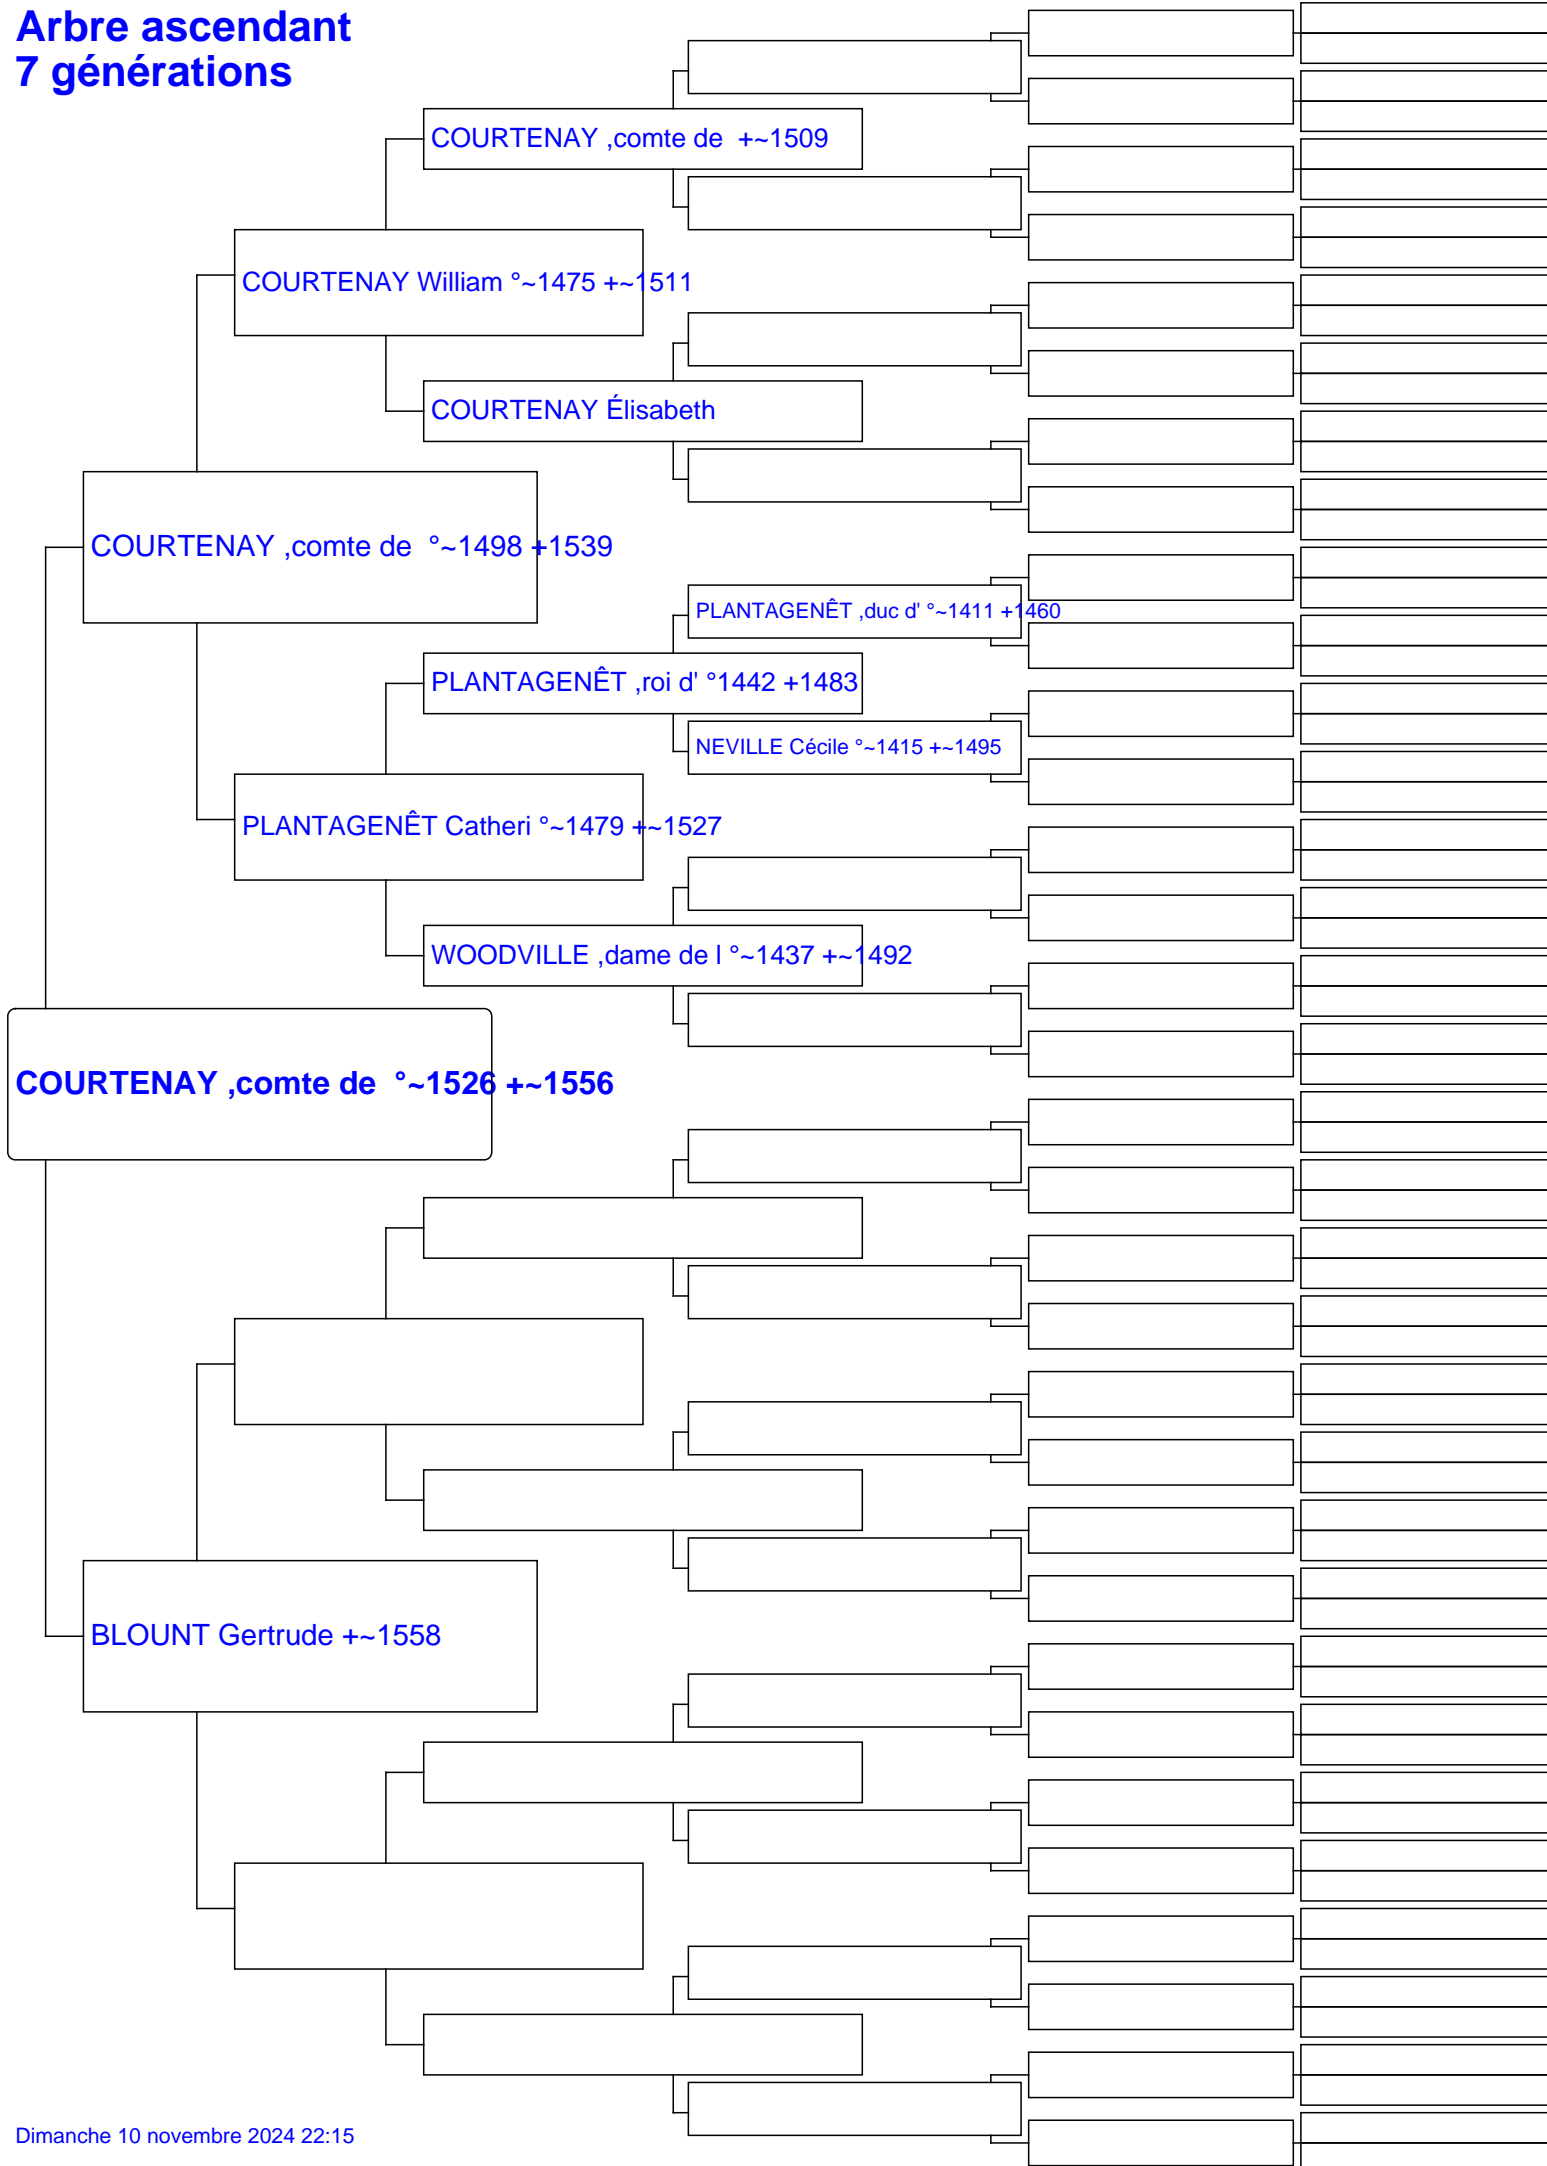 Arbre ascendant
7 générations
COURTENAY ,comte de  +~1509
COURTENAY William °~1475 +~1511
COURTENAY Élisabeth
COURTENAY ,comte de  °~1498 +1539
PLANTAGENÊT ,duc d' °~1411 +1460
PLANTAGENÊT ,roi d' °1442 +1483
NEVILLE Cécile °~1415 +~1495
PLANTAGENÊT Catheri °~1479 +~1527
WOODVILLE ,dame de l °~1437 +~1492
COURTENAY ,comte de  °~1526 +~1556
BLOUNT Gertrude +~1558
Dimanche 10 novembre 2024 22:15